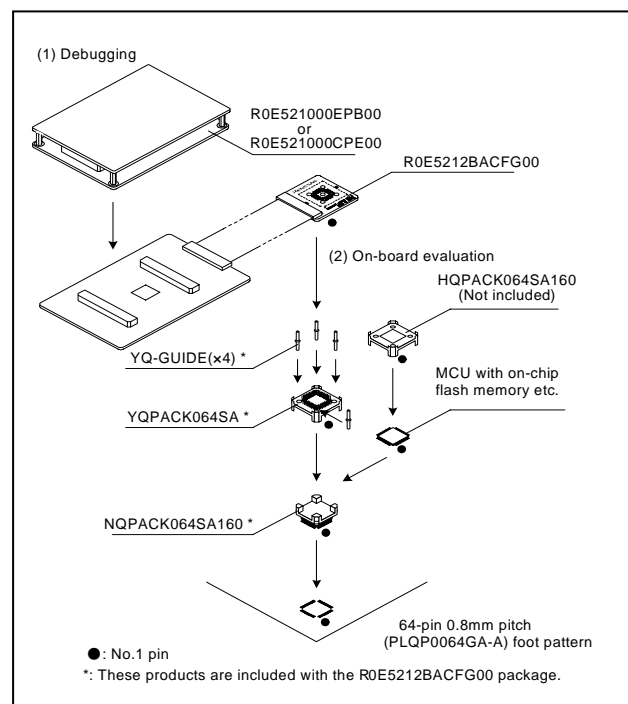 (1) Debugging
R0E521000EPB00
or
R0E521000CPE00
R0E5212BACFG00
(2) On-board evaluation
HQPACK064SA160
(Not included)
YQ-GUIDE(×4) *
MCU with on-chip
flash memory etc.
YQPACK064SA *
NQPACK064SA160 *
64-pin 0.8mm pitch
(PLQP0064GA-A) foot pattern
●: No.1 pin
*: These products are included with the R0E5212BACFG00 package.